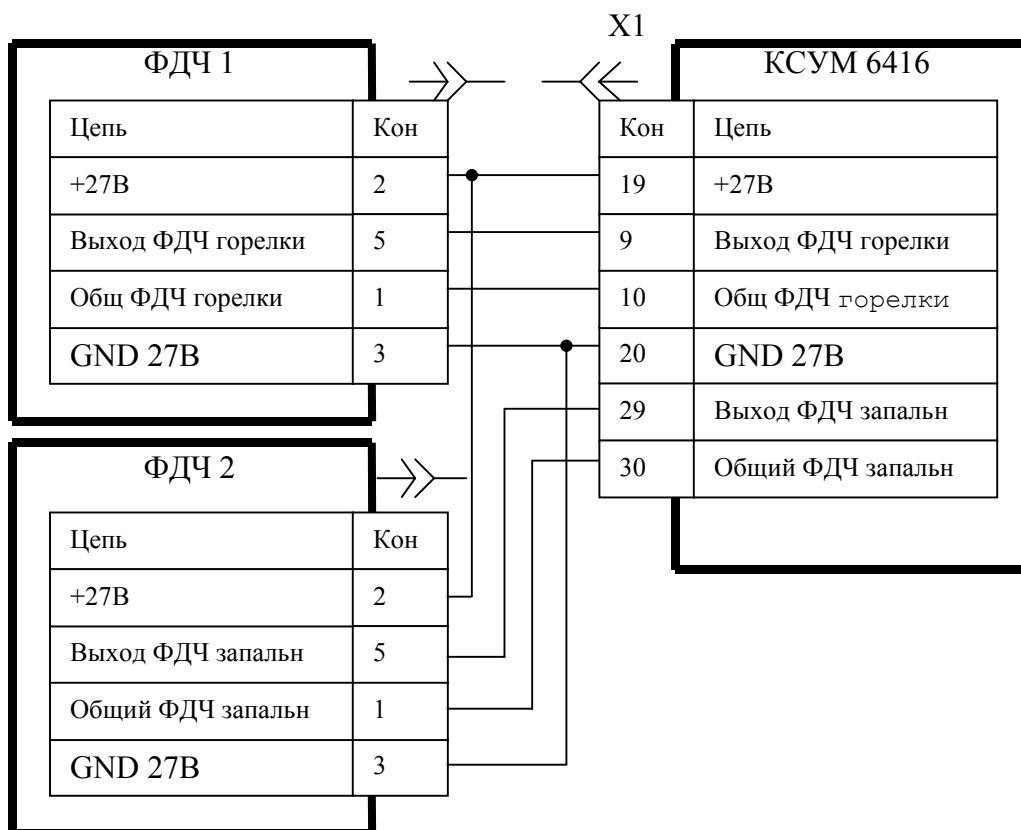 X1
ФДЧ 1
Цепь Кон
+27В 2
Выход ФДЧ горелки 5
Общ ФДЧ горелки 1
GND 27В 3
КСУМ 6416
Кон Цепь
19 +27В
9 Выход ФДЧ горелки
10 Общ ФДЧ горелки
20 GND 27В
29 Выход ФДЧ запальн
30 Общий ФДЧ запальн
ФДЧ 2
Цепь Кон
+27В 2
Выход ФДЧ запальн 5
Общий ФДЧ запальн 1
GND 27В 3